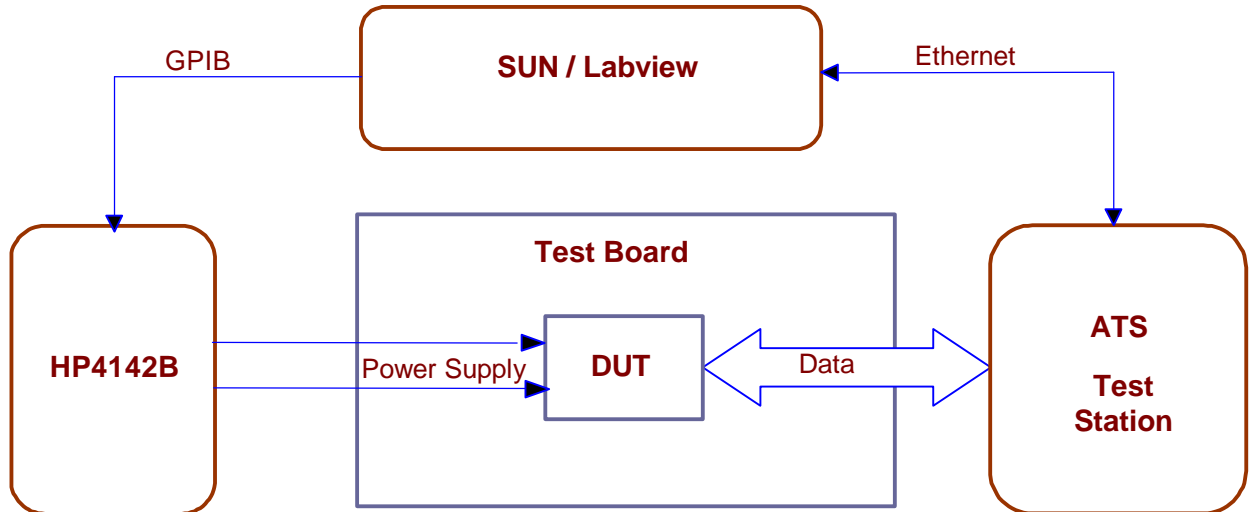 GPIB
SUN / Labview
Ethernet
Test Board
HP4142B
Power Supply
DUT
Data
ATS
Test
Station